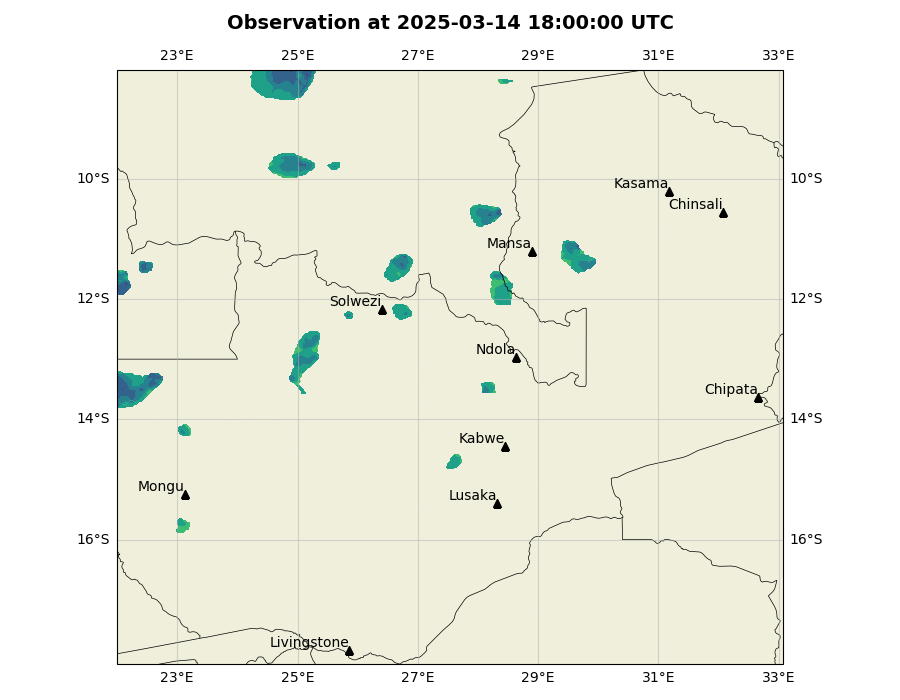 Observation at 2025-03-14 18:00:00 UTC
23°E 25°E 27°E 29°E 31°E 33°E
10°S 10°S
Kasama
Chinsali
Mansa
12°S 12°S
Solwezi
Ndola
Chipata
14°S 14°S
Kabwe
Mongu
Lusaka
16°S 16°S
Livingstone
23°E 25°E 27°E 29°E 31°E 33°E